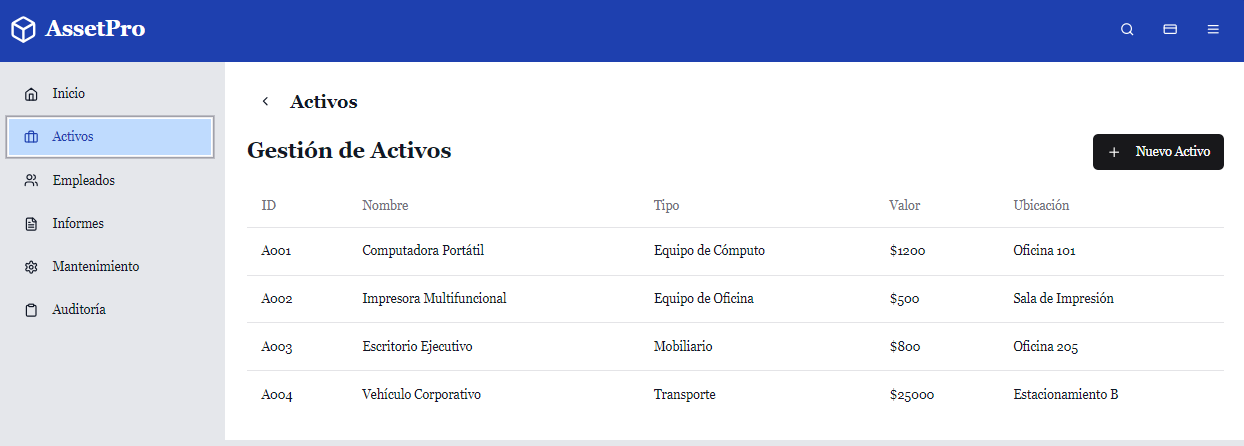 AssetPro
Inicio
Activos
Empleados
Informes
Mantenimiento
Auditoría
Activos
Gestión de Activos
Nuevo Activo
ID Nombre Tipo Valor Ubicación
A001 Computadora Portátil Equipo de Cómputo $1200 Oficina 101
A002 Impresora Multifuncional Equipo de Oficina $500 Sala de Impresión
A003 Escritorio Ejecutivo Mobiliario $800 Oficina 205
A004 Vehículo Corporativo Transporte $25000 Estacionamiento B